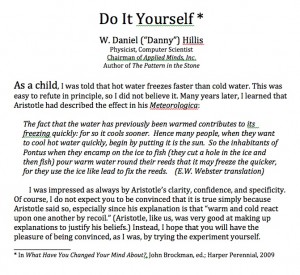 Do It Yourself *
W. Daniel ("Danny") Hillis
Physicist, Computer Scientist
Chairman of Applied Minds, Inc.
Author of The Pattern in the Stone
As a child, I was told that hot water freezes faster than cold water. This was
easy to refute in principle, so I did not believe it. Many years later, I learned that
Aristotle had described the effect in his Meteorologica:
The fact that the water has previously been warmed contributes to its
freezing quickly: for so it cools sooner. Hence many people, when they want
to cool hot water quickly, begin by putting it in the sun. So the inhabitants of
Pontus when they encamp on the ice to fish (they cut a hole in the ice and
then fish) pour warm water round their reeds that it may freeze the quicker,
for they use the ice like lead to fix the reeds. (E.W. Webster translation)
I was impressed as always by Aristotle's clarity, confidence, and specificity.
Of course, I do not expect you to be convinced that it is true simply because
Aristotle said so, especially since his explanation is that "warm and cold react
upon one another by recoil." (Aristotle, like us, was very good at making up
explanations to justify his beliefs.) Instead, I hope that you will have the
pleasure of being convinced, as I was, by trying the experiment yourself.
* In What Have You Changed Your Mind About?, John Brockman, ed.; Harper Perennial, 2009